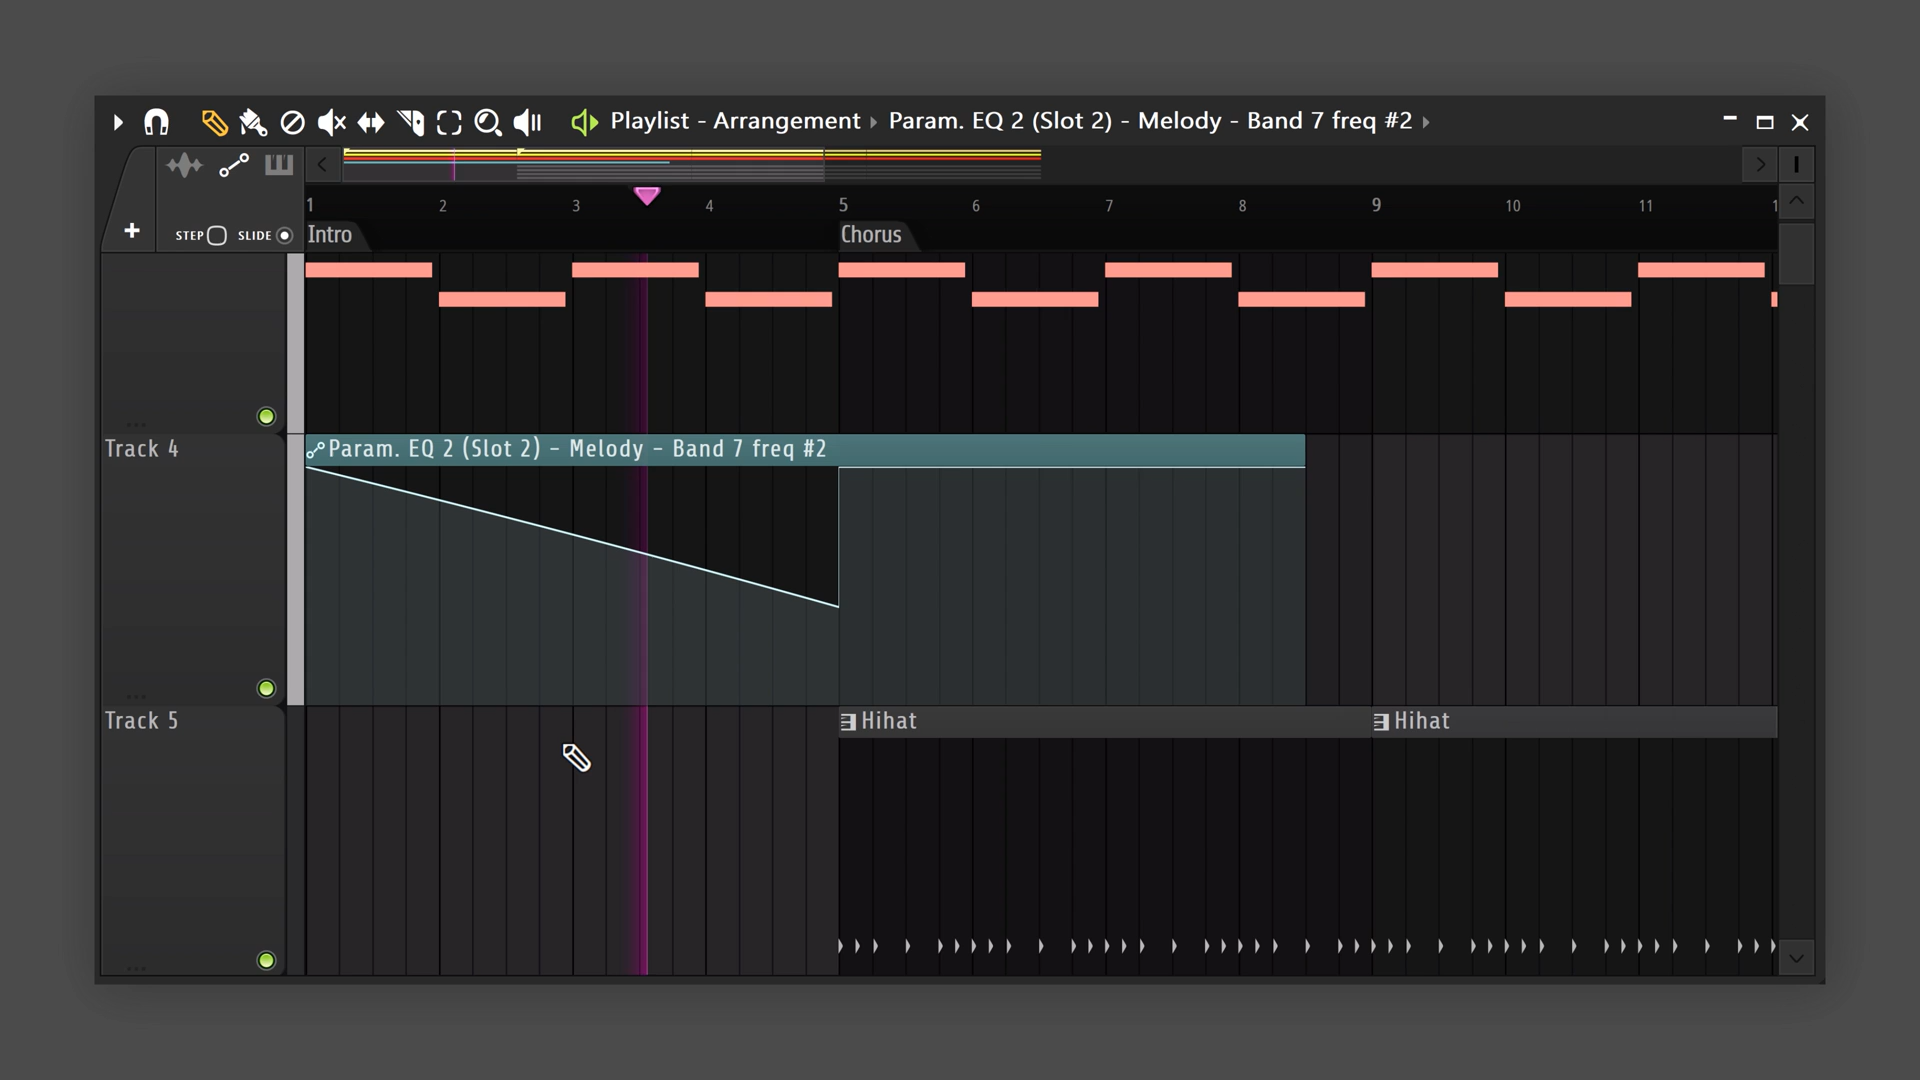 Playlist - Arrangement › Param. EQ 2 (Slot 2) - Melody - Band 7 freq #2 ›
STEP SLIDE
1 2 3 4 5 6 7 8 9 10 11 1
Intro Chorus
Track 4
Param. EQ 2 (Slot 2) - Melody - Band 7 freq #2
Track 5
Hihat Hihat